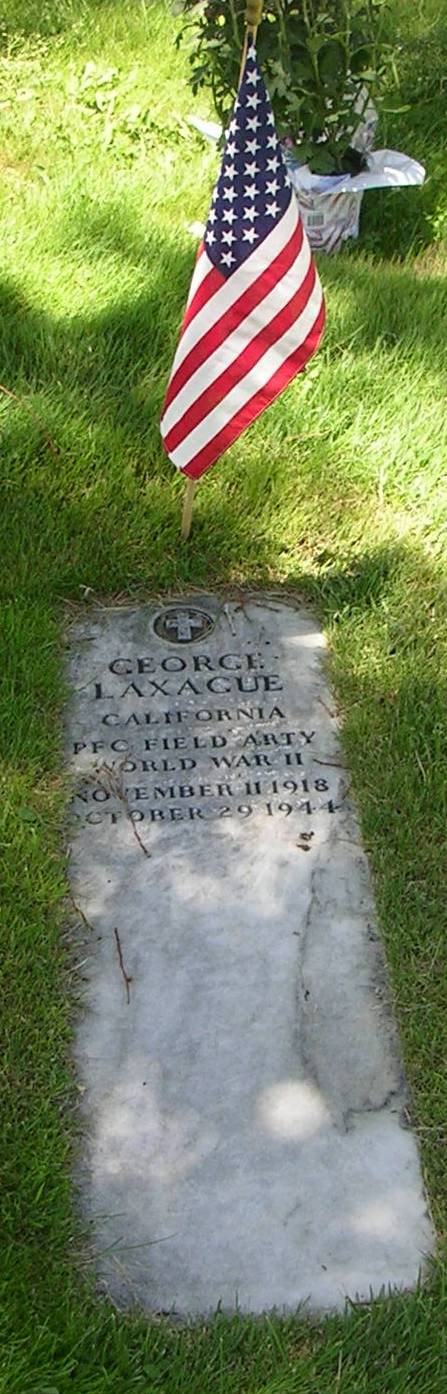 GEORGE
LAXAGUE
CALIFORNIA
PFC FIELD ARTY
WORLD WAR II
NOVEMBER 11 1918
OCTOBER 29 1944